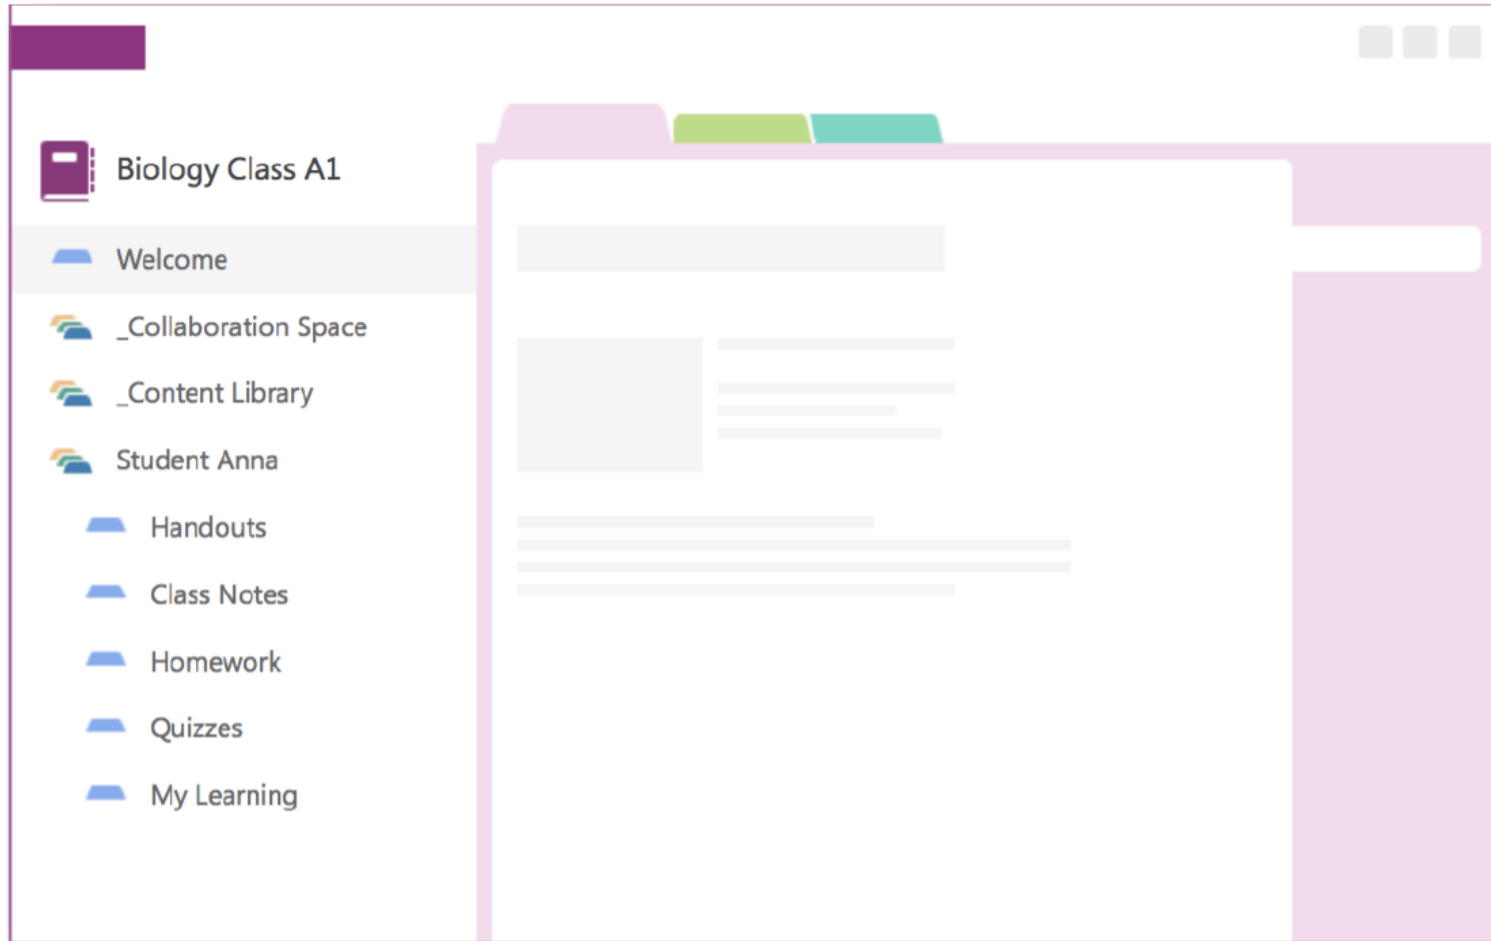 Biology Class A1
Welcome
_Collaboration Space
_Content Library
Student Anna
Handouts
Class Notes
Homework
Quizzes
My Learning